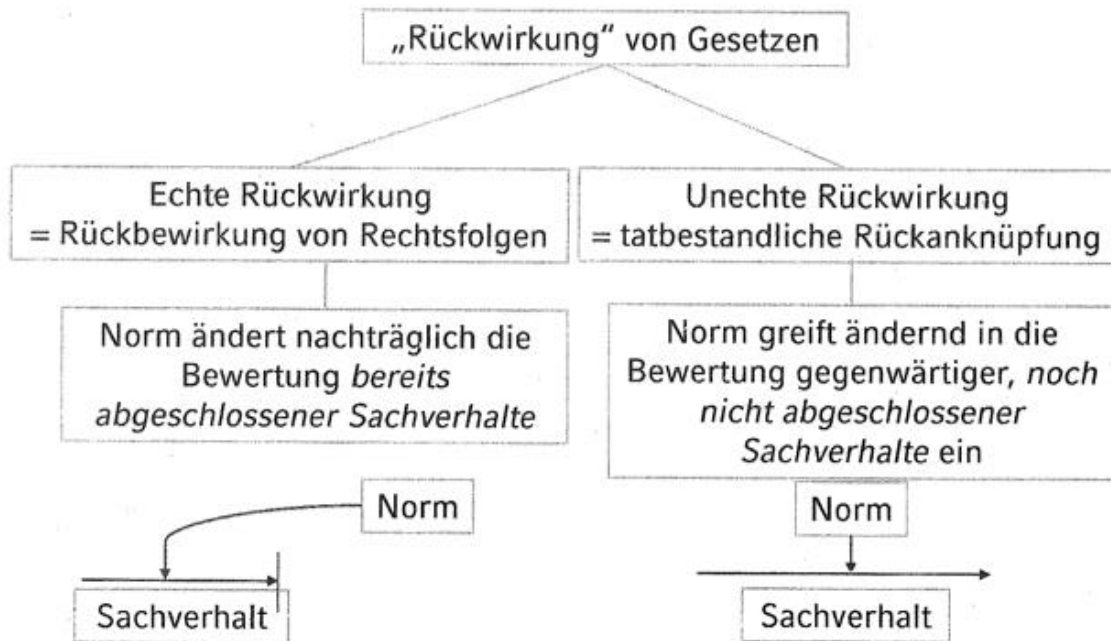 „Rückwirkung“ von Gesetzen
Echte Rückwirkung
= Rückbewirkung von Rechtsfolgen
Unechte Rückwirkung
= tatbestandliche Rückanknüpfung
Norm ändert nachträglich die
Bewertung bereits
abgeschlossener Sachverhalte
Norm greift ändernd in die
Bewertung gegenwärtiger, noch
nicht abgeschlossener
Sachverhalte ein
Norm
Sachverhalt
Norm
Sachverhalt